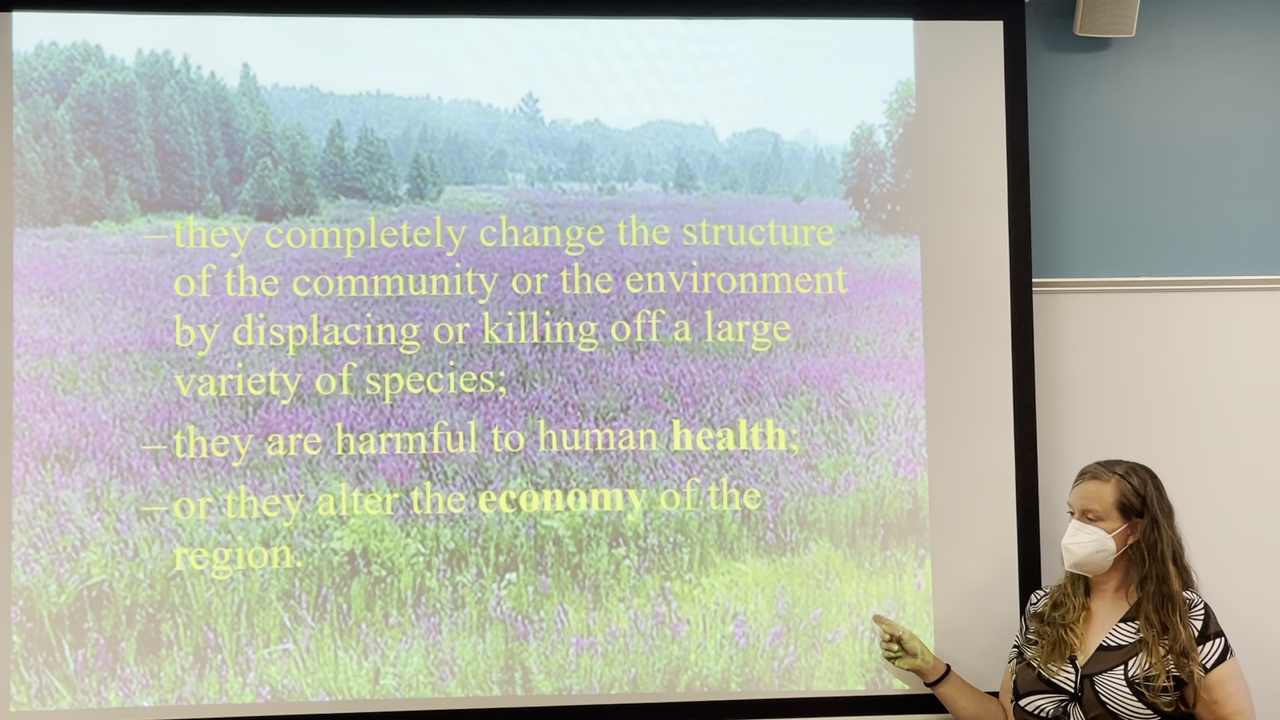 –they completely change the structure
of the community or the environment
by displacing or killing off a large
variety of species;
–they are harmful to human health;
–or they alter the economy of the
region.